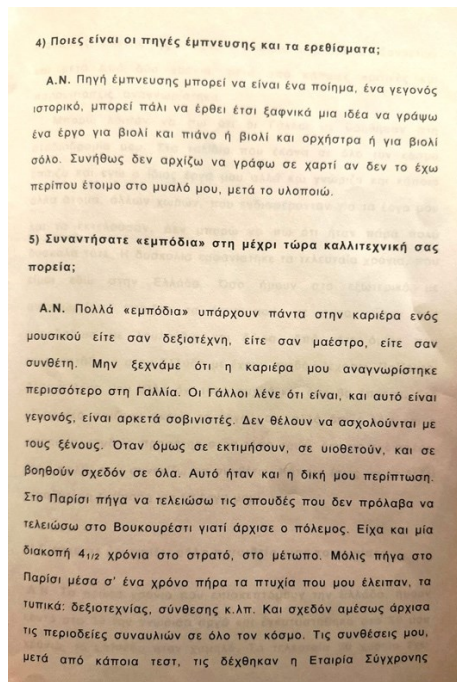 4) Ποιες είναι οι πηγές έμπνευσης και τα ερεθίσματα;
Α.Ν. Πηγή έμπνευσης μπορεί να είναι ένα ποίημα, ένα γεγονός
ιστορικό, μπορεί πάλι να έρθει έτσι ξαφνικά μια ιδέα να γράψω
ένα έργο για βιολί και πιάνο ή βιολί και ορχήστρα ή για βιολί
σόλο. Συνήθως δεν αρχίζω να γράφω σε χαρτί αν δεν το έχω
περίπου έτοιμο στο μυαλό μου, μετά το υλοποιώ.
5) Συναντήσατε «εμπόδια» στη μέχρι τώρα καλλιτεχνική σας
πορεία;
Α.Ν. Πολλά «εμπόδια» υπάρχουν πάντα στην καριέρα ενός
μουσικού είτε σαν δεξιοτέχνη, είτε σαν μαέστρο, είτε σαν
συνθέτη. Μην ξεχνάμε ότι η καριέρα μου αναγνωρίστηκε
περισσότερο στη Γαλλία. Οι Γάλλοι λένε ότι είναι, και αυτό είναι
γεγονός, είναι αρκετά σοβινιστές. Δεν θέλουν να ασχολούνται με
τους ξένους. Όταν όμως σε εκτιμήσουν, σε υιοθετούν, και σε
βοηθούν σχεδόν σε όλα. Αυτό ήταν και η δική μου περίπτωση.
Στο Παρίσι πήγα να τελειώσω τις σπουδές που δεν πρόλαβα να
τελειώσω στο Βουκουρέστι γιατί άρχισε ο πόλεμος. Είχα και μία
διακοπή 4₁/₂ χρόνια στο στρατό, στο μέτωπο. Μόλις πήγα στο
Παρίσι μέσα σ' ένα χρόνο πήρα τα πτυχία που μου έλειπαν, τα
τυπικά: δεξιοτεχνίας, σύνθεσης κ.λπ. Και σχεδόν αμέσως άρχισα
τις περιοδείες συναυλιών σε όλο τον κόσμο. Τις συνθέσεις μου,
μετά από κάποια τεστ, τις δέχθηκαν η Εταιρία Σύγχρονης